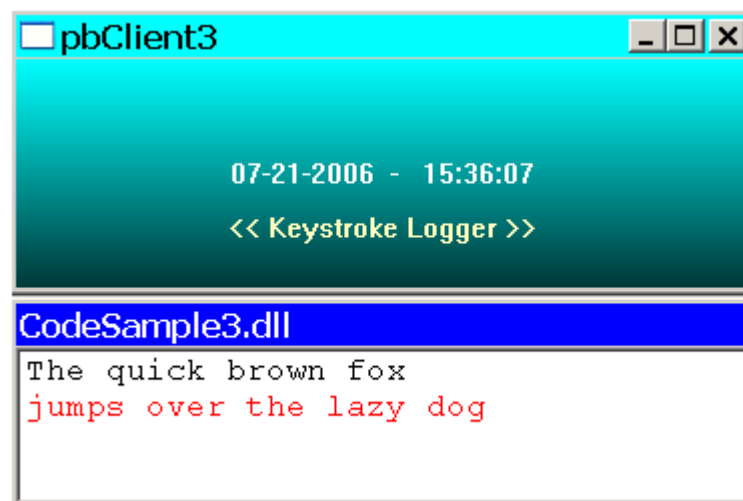 pbClient3
07-21-2006 - 15:36:07
<< Keystroke Logger >>
CodeSample3.dll
The quick brown fox
jumps over the lazy dog